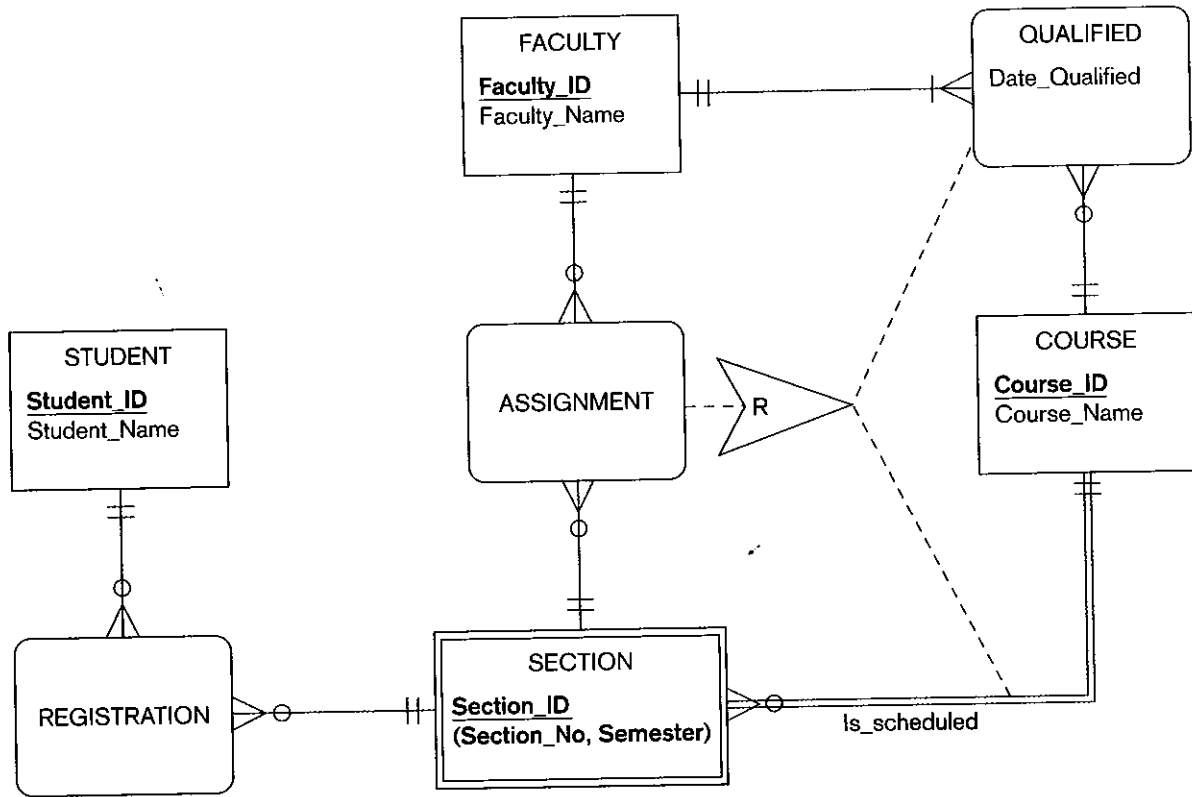 FACULTY
Faculty_ID
Faculty_Name
QUALIFIED
Date_Qualified
STUDENT
Student_ID
Student_Name
ASSIGNMENT
R
COURSE
Course_ID
Course_Name
REGISTRATION
SECTION
Section_ID
(Section_No, Semester)
Is_scheduled